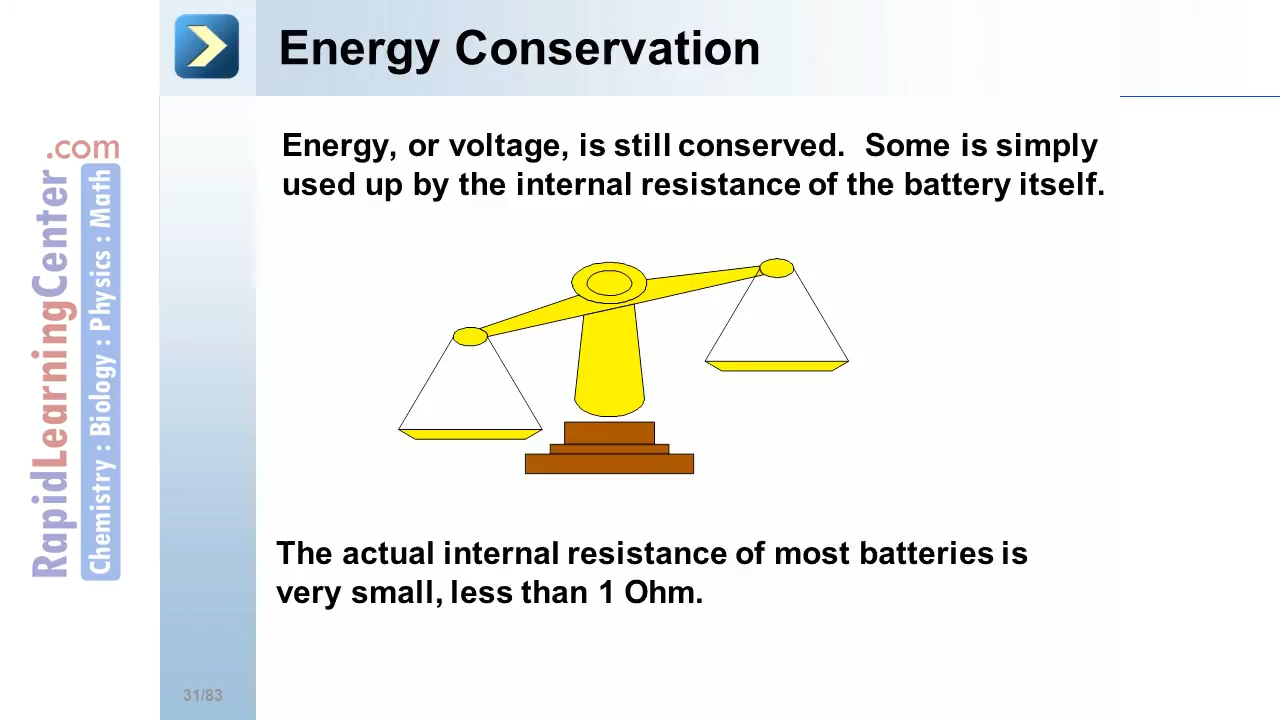 Energy Conservation
Energy, or voltage, is still conserved.  Some is simply
used up by the internal resistance of the battery itself.
The actual internal resistance of most batteries is
very small, less than 1 Ohm.
RapidLearningCenter.com
Chemistry : Biology : Physics : Math
31/83